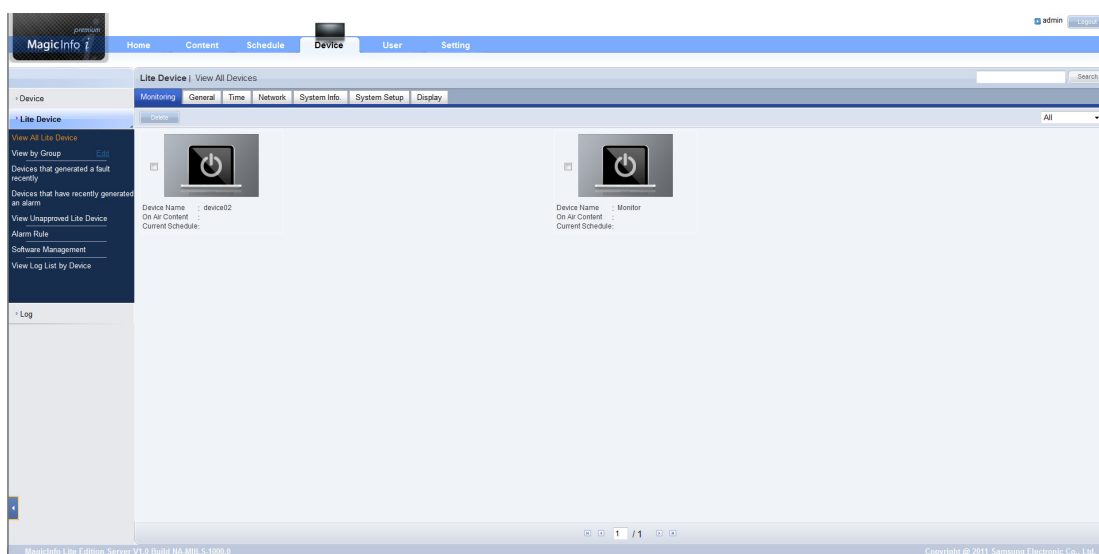 admin Logout
premium
MagicInfo i Home Content Schedule Device User Setting
Lite Device | View All Devices Search
› Device
Monitoring General Time Network System Info. System Setup Display
› Lite Device
Delete All
View All Lite Device
View by Group Edit
Devices that generated a fault
recently
Devices that have recently generated
an alarm
View Unapproved Lite Device
Alarm Rule
Software Management
View Log List by Device
› Log
Device Name : device02
On Air Content :
Current Schedule:
Device Name : Monitor
On Air Content :
Current Schedule:
1 / 1
MagicInfo Lite Edition Server V1.0 Build NA-MIILS-1000.0
Copyright @ 2011 Samsung Electronic Co., Ltd.